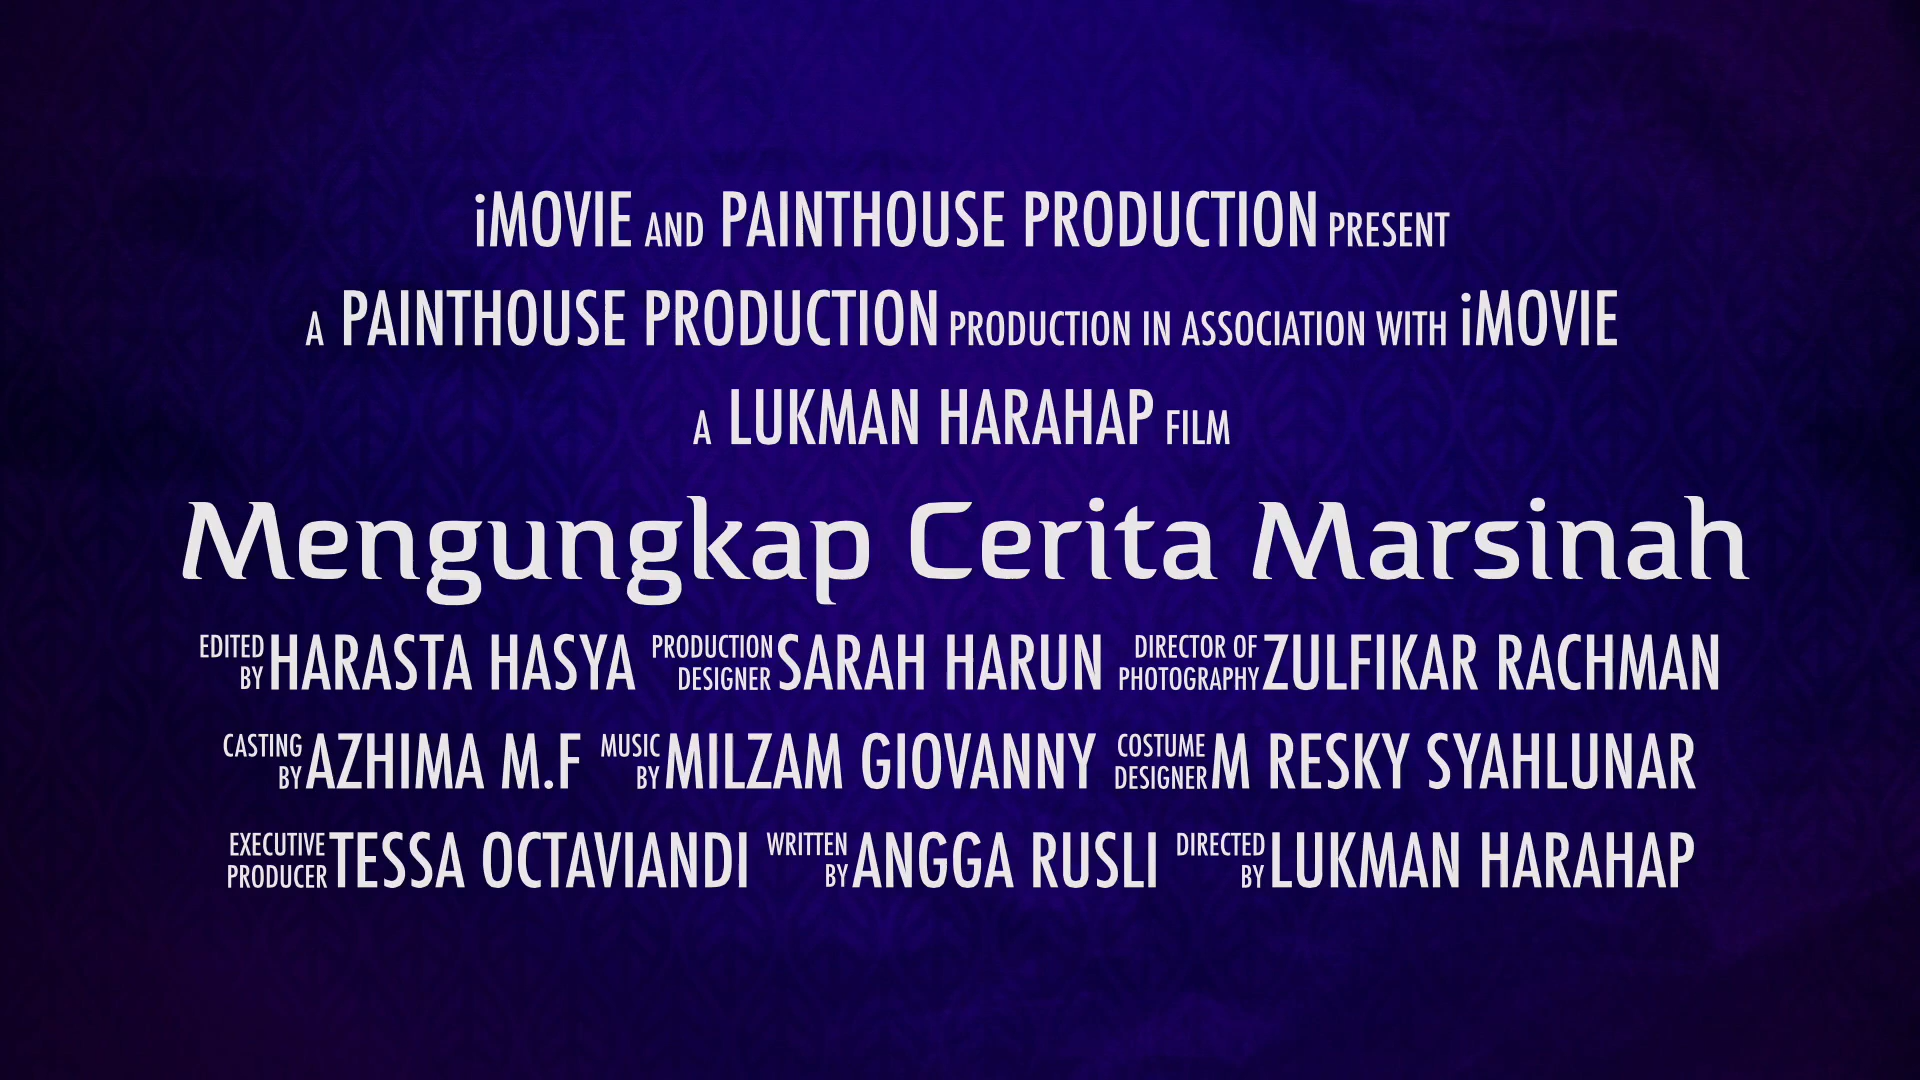 iMOVIE AND PAINTHOUSE PRODUCTION PRESENT
A PAINTHOUSE PRODUCTION PRODUCTION IN ASSOCIATION WITH iMOVIE
A LUKMAN HARAHAP FILM
Mengungkap Cerita Marsinah
EDITED BY HARASTA HASYA PRODUCTION DESIGNER SARAH HARUN DIRECTOR OF PHOTOGRAPHY ZULFIKAR RACHMAN
CASTING BY AZHIMA M.F MUSIC BY MILZAM GIOVANNY COSTUME DESIGNER M RESKY SYAHLUNAR
EXECUTIVE PRODUCER TESSA OCTAVIANDI WRITTEN BY ANGGA RUSLI DIRECTED BY LUKMAN HARAHAP